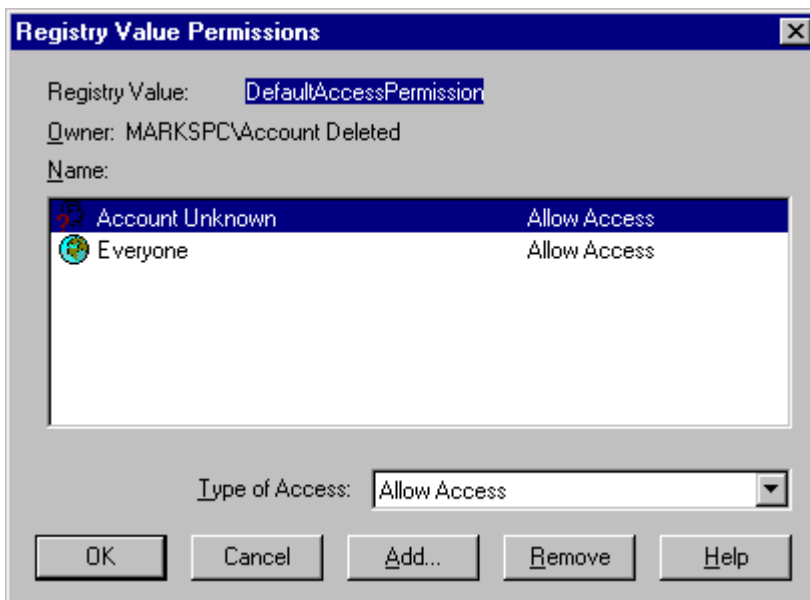 Registry Value Permissions
Registry Value: DefaultAccessPermission
Owner: MARKSPC\Account Deleted
Name:
Account Unknown Allow Access
Everyone Allow Access
Type of Access: Allow Access
OK Cancel Add... Remove Help